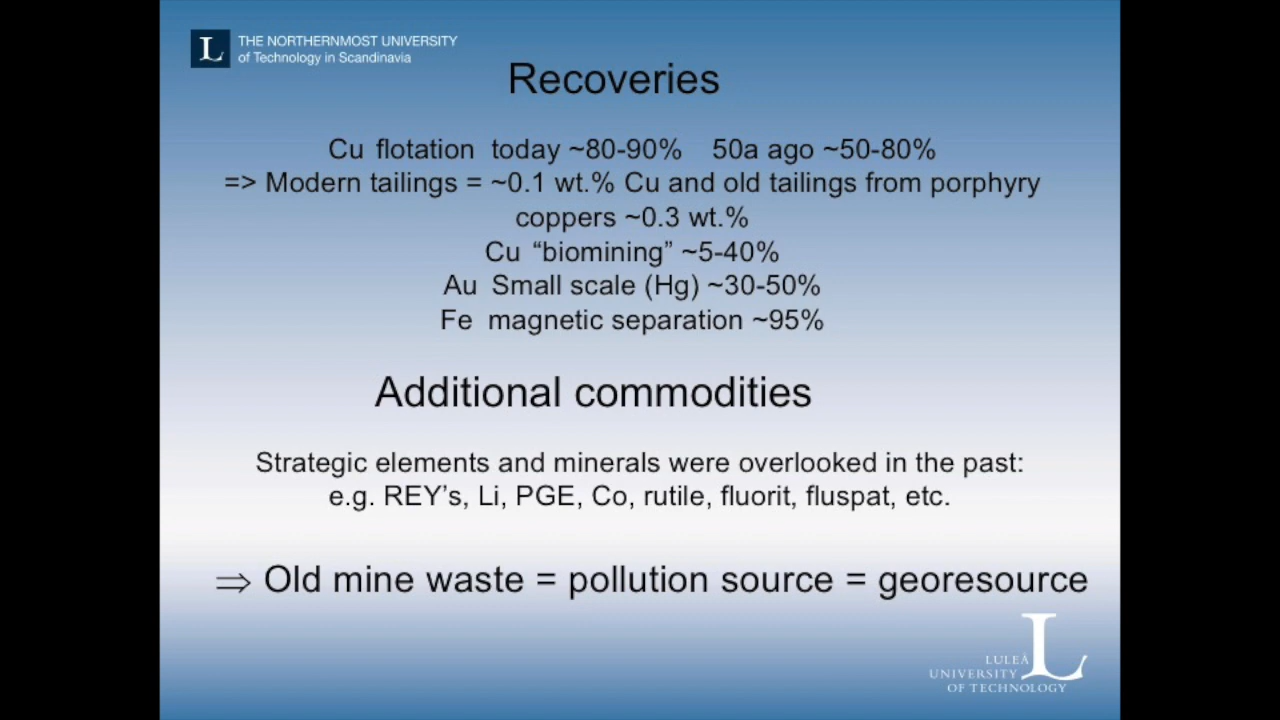 L THE NORTHERNMOST UNIVERSITY
of Technology in Scandinavia
Recoveries
Cu flotation today ~80-90% 50a ago ~50-80%
=> Modern tailings = ~0.1 wt.% Cu and old tailings from porphyry
coppers ~0.3 wt.%
Cu “biomining” ~5-40%
Au Small scale (Hg) ~30-50%
Fe magnetic separation ~95%
Additional commodities
Strategic elements and minerals were overlooked in the past:
e.g. REY’s, Li, PGE, Co, rutile, fluorit, fluspat, etc.
⇒ Old mine waste = pollution source = georesource
L
LULEÅ
UNIVERSITY
OF TECHNOLOGY